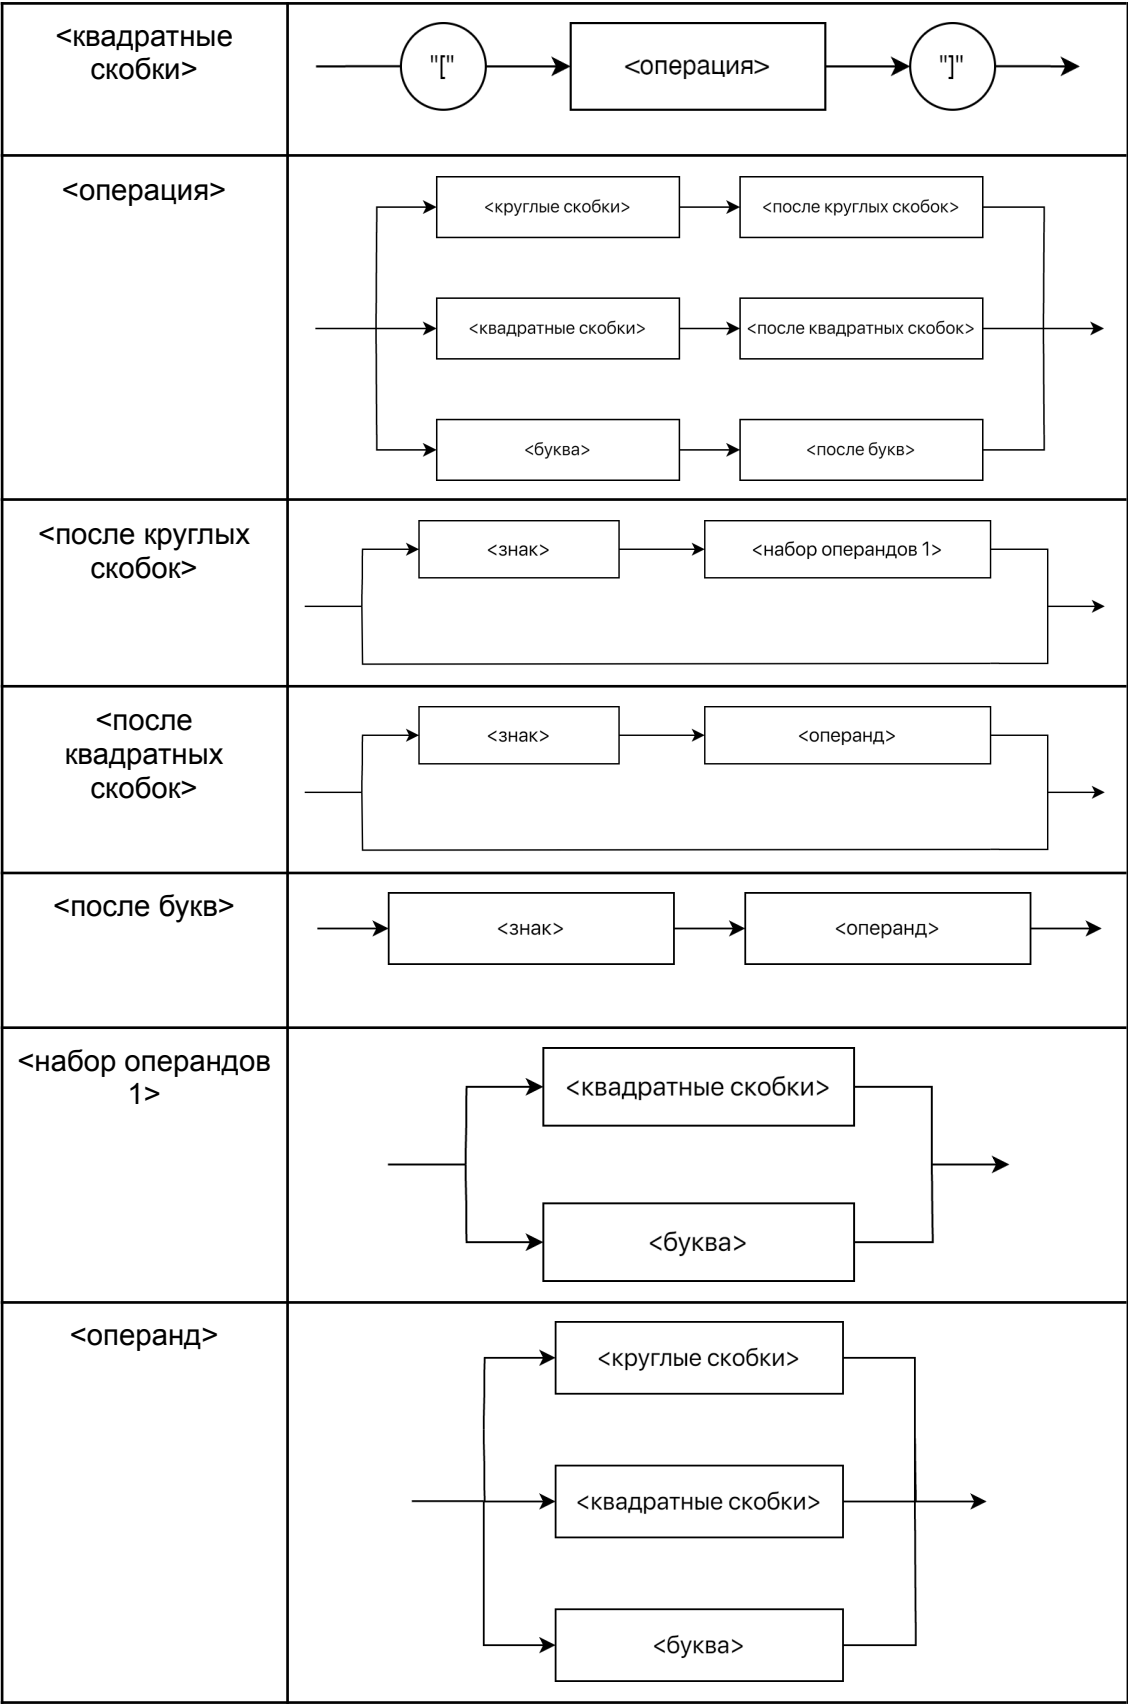 <квадратные
скобки>
"["
<операция>
"]"
<операция>
<круглые скобки>
<после круглых скобок>
<квадратные скобки>
<после квадратных скобок>
<буква>
<после букв>
<после круглых
скобок>
<знак>
<набор операндов 1>
<после
квадратных
скобок>
<знак>
<операнд>
<после букв>
<знак>
<операнд>
<набор операндов
1>
<квадратные скобки>
<буква>
<операнд>
<круглые скобки>
<квадратные скобки>
<буква>